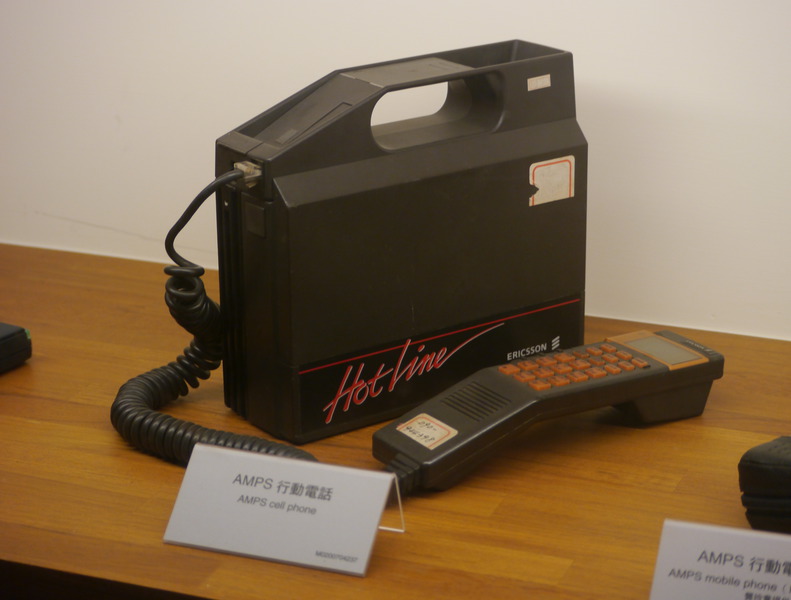 Hot Line
ERICSSON
AMPS 行動電話
AMPS cell phone
AMPS 行動電
AMPS mobile phone